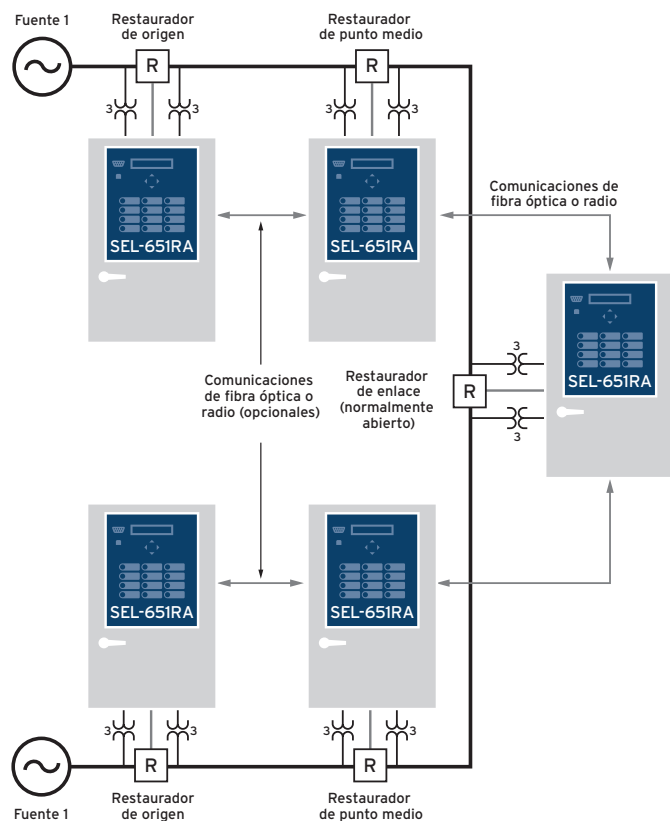 Fuente 1
Restaurador
de origen
Restaurador
de punto medio
R
R
3
3
3
3
SEL-651RA
SEL-651RA
Comunicaciones de
fibra óptica o radio
Comunicaciones
de fibra óptica o
radio (opcionales)
Restaurador
de enlace
(normalmente
abierto)
R
3
3
SEL-651RA
SEL-651RA
SEL-651RA
3
3
3
3
R
R
Fuente 1
Restaurador
de origen
Restaurador
de punto medio